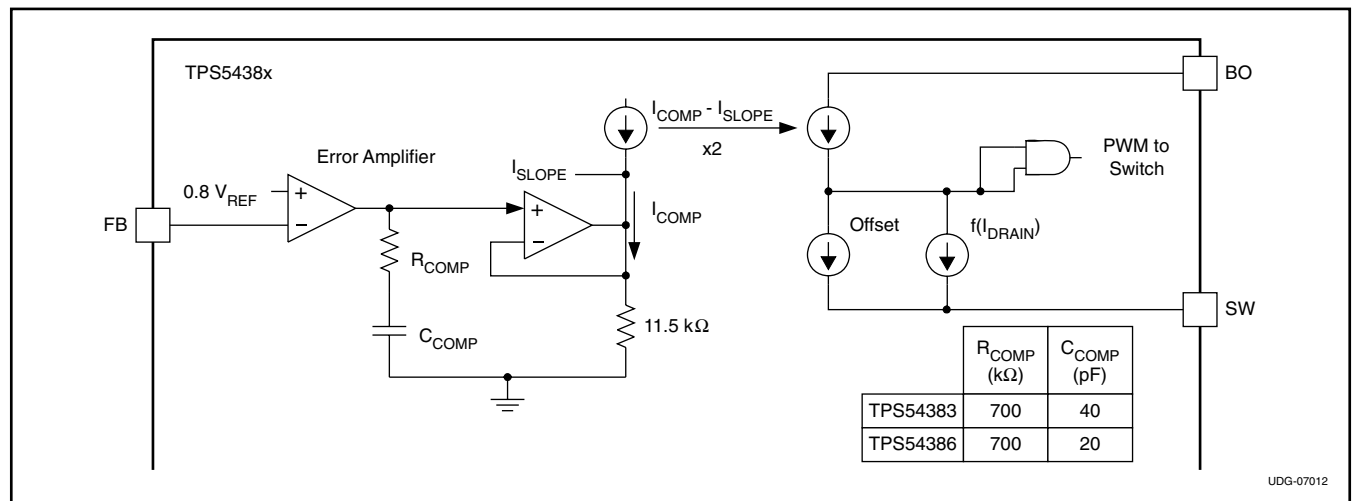 TPS5438x
BO
I_COMP - I_SLOPE
x2
Error Amplifier
PWM to
Switch
I_SLOPE
0.8 V_REF
+
−
+
−
I_COMP
Offset
f(I_DRAIN)
FB
R_COMP
C_COMP
11.5 kΩ
SW
R_COMP (kΩ) C_COMP (pF)
TPS54383 700 40
TPS54386 700 20
UDG-07012